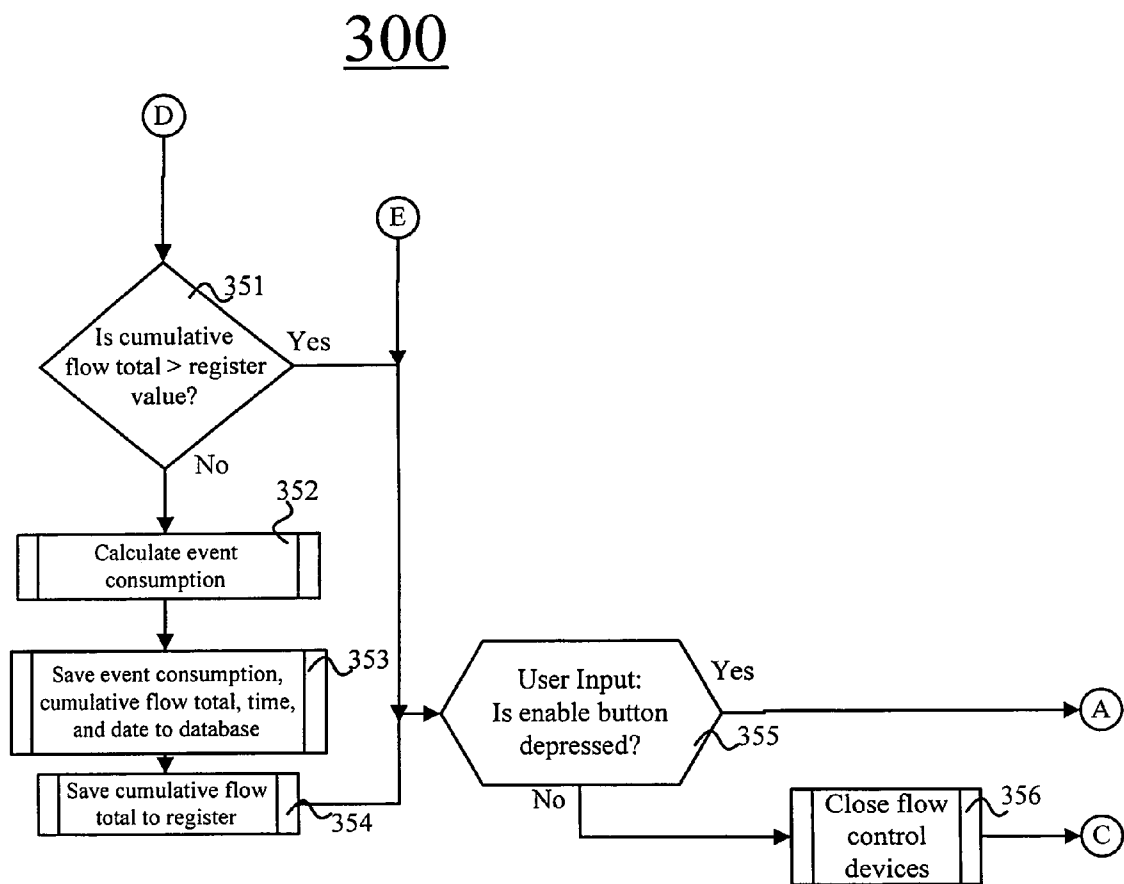 300
D
E
351
Is cumulative
flow total > register
value?
Yes
No
352
Calculate event
consumption
353
Save event consumption,
cumulative flow total, time,
and date to database
Save cumulative flow
total to register
354
User Input:
Is enable button
depressed?
Yes
355
A
No
Close flow
control
devices
356
C